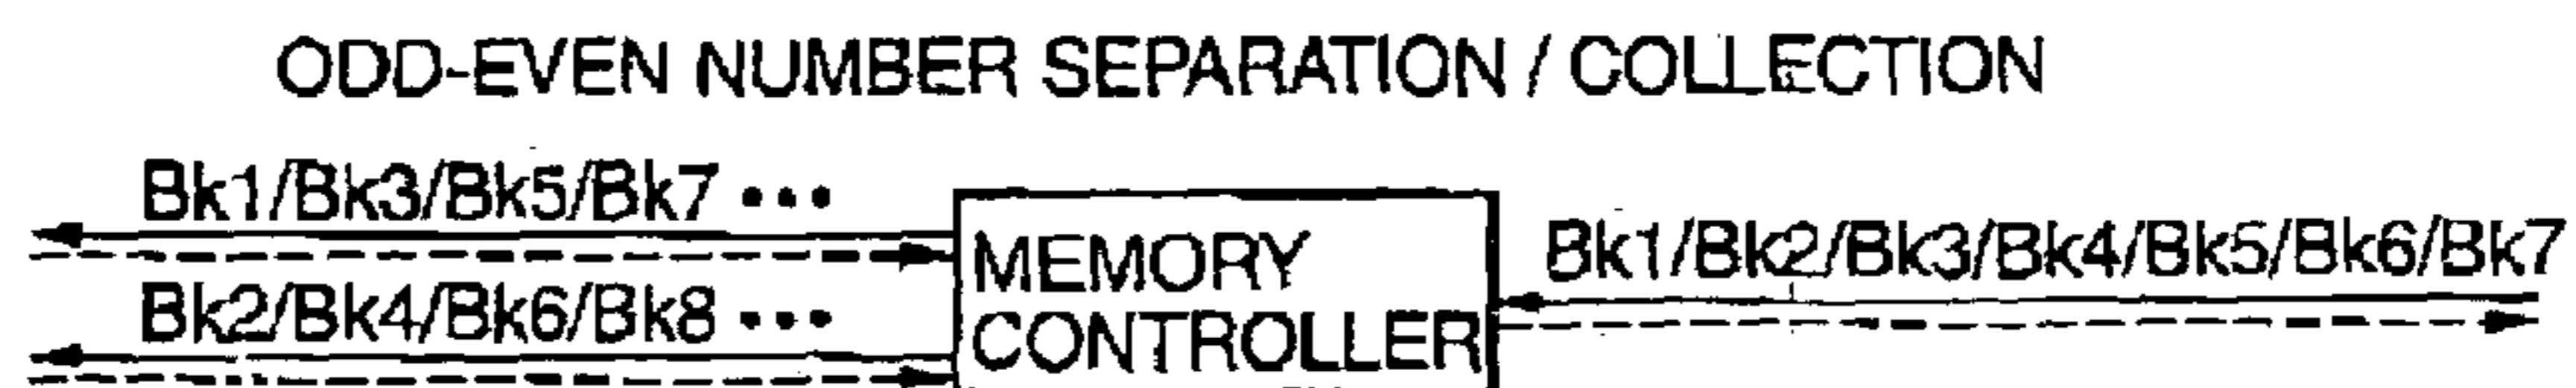 ODD-EVEN NUMBER SEPARATION / COLLECTION
Bk1/Bk3/Bk5/Bk7 •••
Bk1/Bk2/Bk3/Bk4/Bk5/Bk6/Bk7
MEMORY
Bk2/Bk4/Bk6/Bk8 •••
CONTROLLER